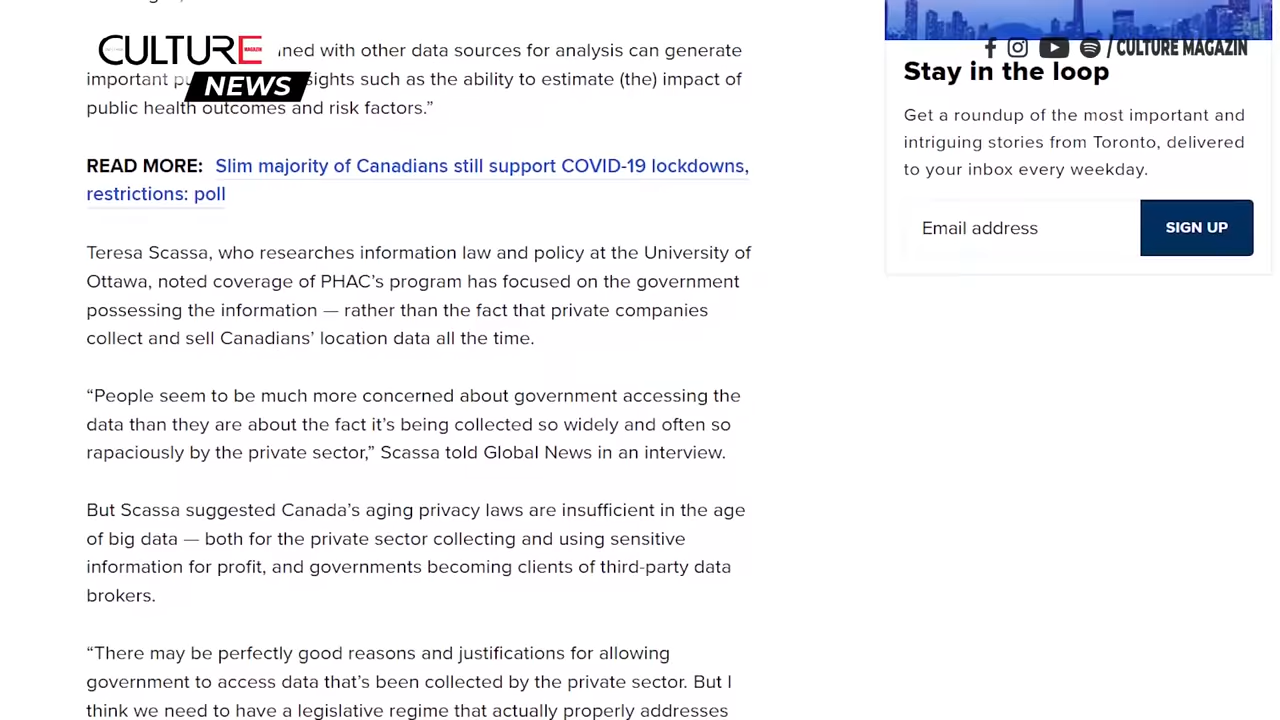 CULTURE
MAGAZIN
NEWS
ned with other data sources for analysis can generate
important sights such as the ability to estimate (the) impact of
public health outcomes and risk factors.”
READ MORE: Slim majority of Canadians still support COVID-19 lockdowns,
restrictions: poll
Teresa Scassa, who researches information law and policy at the University of
Ottawa, noted coverage of PHAC’s program has focused on the government
possessing the information — rather than the fact that private companies
collect and sell Canadians’ location data all the time.
“People seem to be much more concerned about government accessing the
data than they are about the fact it’s being collected so widely and often so
rapaciously by the private sector,” Scassa told Global News in an interview.
But Scassa suggested Canada’s aging privacy laws are insufficient in the age
of big data — both for the private sector collecting and using sensitive
information for profit, and governments becoming clients of third-party data
brokers.
“There may be perfectly good reasons and justifications for allowing
government to access data that’s been collected by the private sector. But I
think we need to have a legislative regime that actually properly addresses
/ CULTURE MAGAZIN
Stay in the loop
Get a roundup of the most important and
intriguing stories from Toronto, delivered
to your inbox every weekday.
Email address
SIGN UP